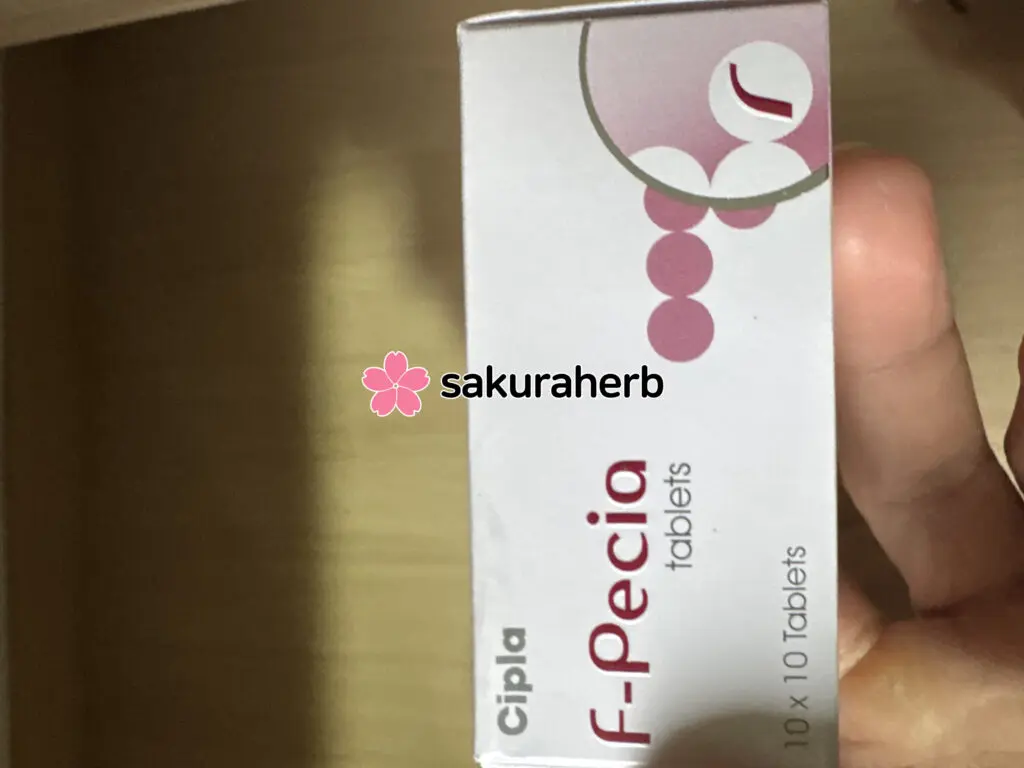 Cipla
F-Pecia
tablets
10 x 10 Tablets
sakuraherb